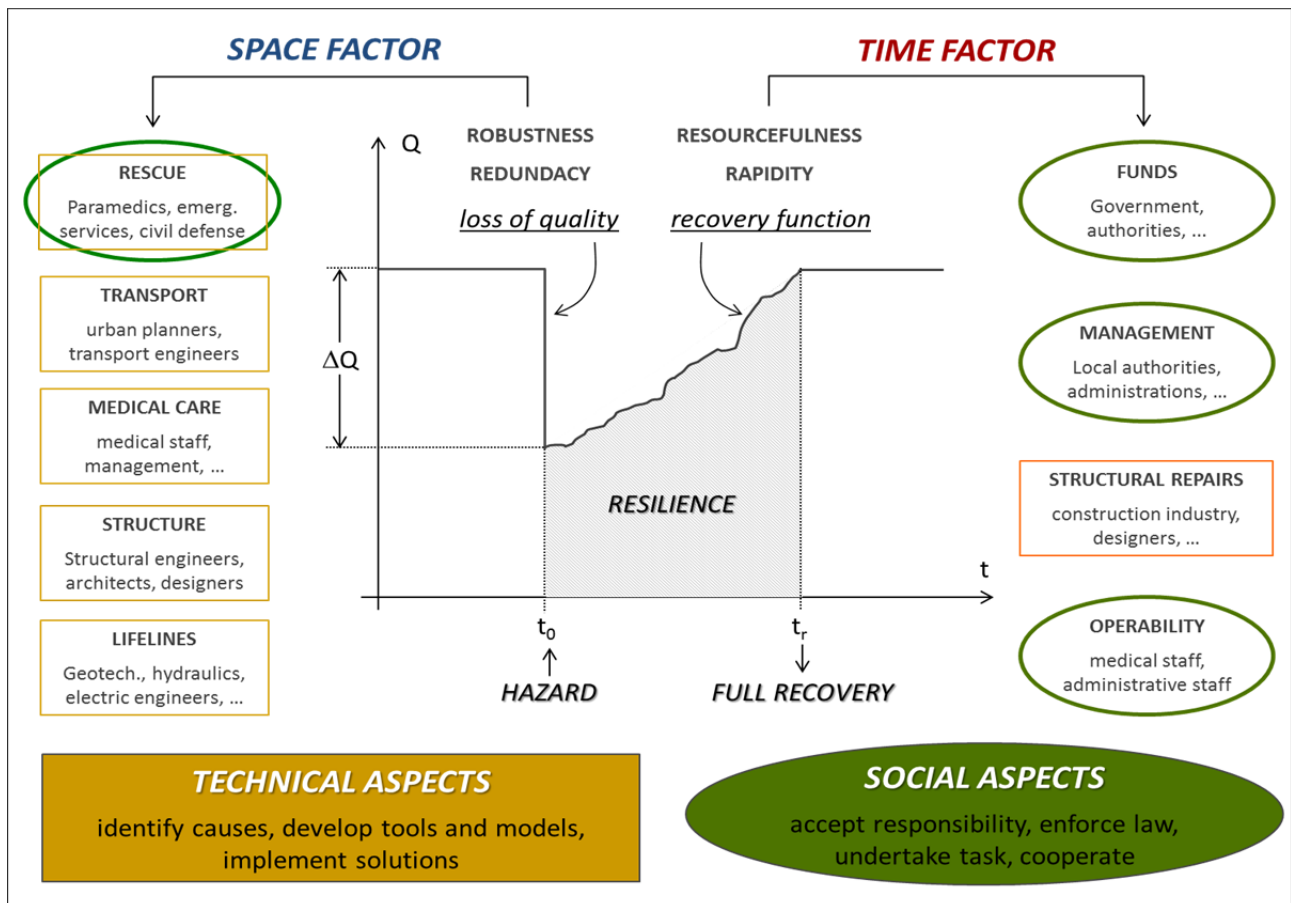 SPACE FACTOR
TIME FACTOR
ROBUSTNESS
REDUNDACY
loss of quality
RESOURCEFULNESS
RAPIDITY
recovery function
Q
RESCUE
Paramedics, emerg.
services, civil defense
TRANSPORT
urban planners,
transport engineers
MEDICAL CARE
medical staff,
management, ...
STRUCTURE
Structural engineers,
architects, designers
LIFELINES
Geotech., hydraulics,
electric engineers, ...
ΔQ
RESILIENCE
t
t0
tr
HAZARD
FULL RECOVERY
FUNDS
Government,
authorities, ...
MANAGEMENT
Local authorities,
administrations, ...
STRUCTURAL REPAIRS
construction industry,
designers, ...
OPERABILITY
medical staff,
administrative staff
TECHNICAL ASPECTS
identify causes, develop tools and models,
implement solutions
SOCIAL ASPECTS
accept responsibility, enforce law,
undertake task, cooperate